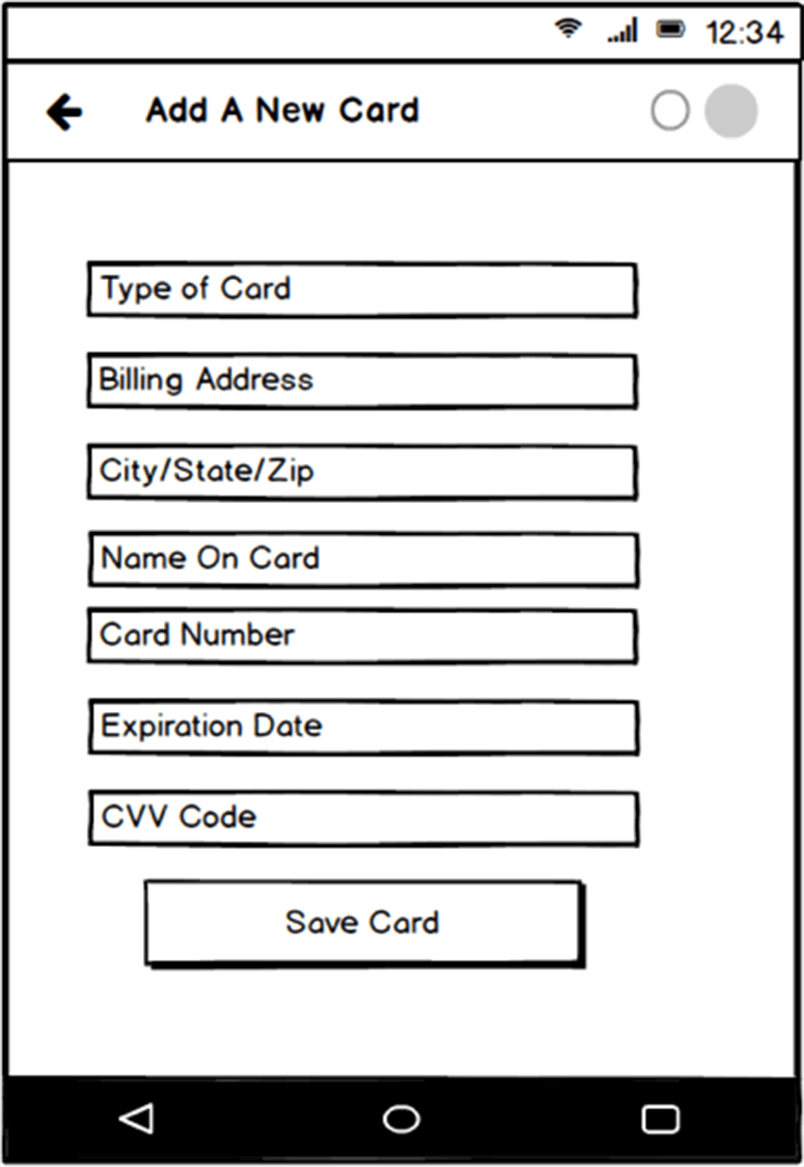 12:34
Add A New Card
Type of Card
Billing Address
City/State/Zip
Name On Card
Card Number
Expiration Date
CVV Code
Save Card